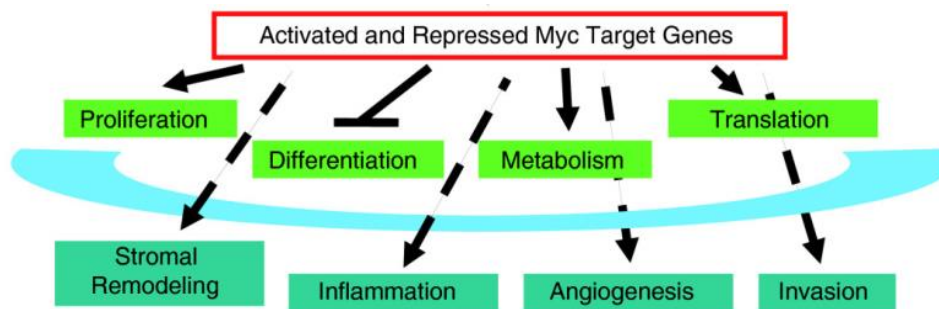 Activated and Repressed Myc Target Genes
Proliferation
Translation
Differentiation
Metabolism
Stromal
Remodeling
Inflammation
Angiogenesis
Invasion